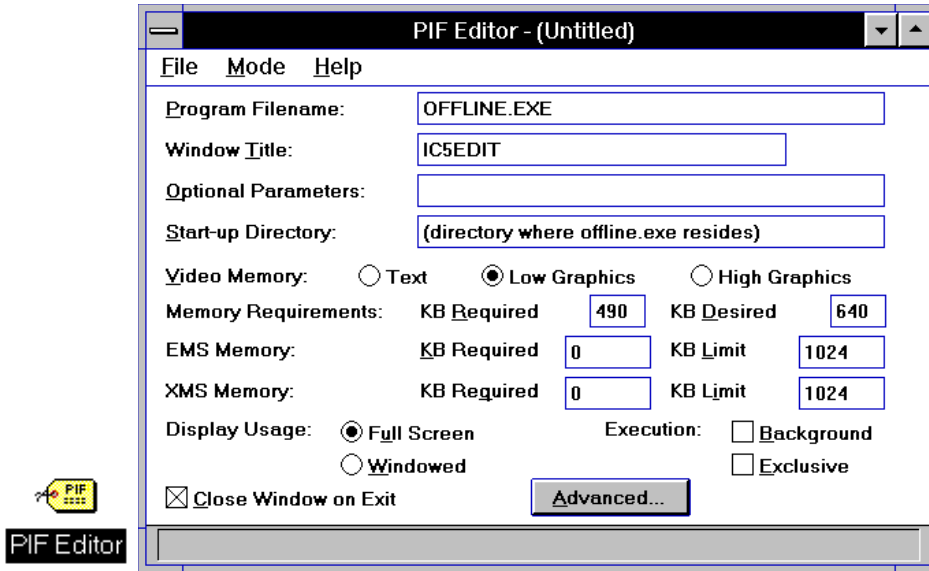 PIF Editor - (Untitled)
File Mode Help
Program Filename: OFFLINE.EXE
Window Title: IC5EDIT
Optional Parameters:
Start-up Directory: (directory where offline.exe resides)
Video Memory: Text Low Graphics High Graphics
Memory Requirements: KB Required 490 KB Desired 640
EMS Memory: KB Required 0 KB Limit 1024
XMS Memory: KB Required 0 KB Limit 1024
Display Usage: Full Screen Execution: Background
Windowed Exclusive
Close Window on Exit Advanced...
PIF
PIF Editor